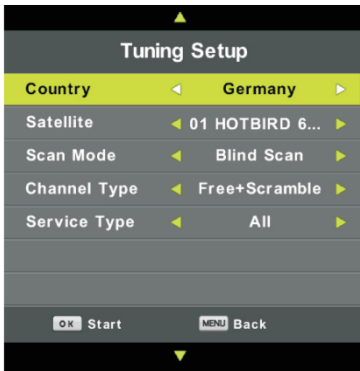 Tuning Setup
Country Germany
Satellite 01 HOTBIRD 6...
Scan Mode Blind Scan
Channel Type Free+Scramble
Service Type All
OK Start MENU Back